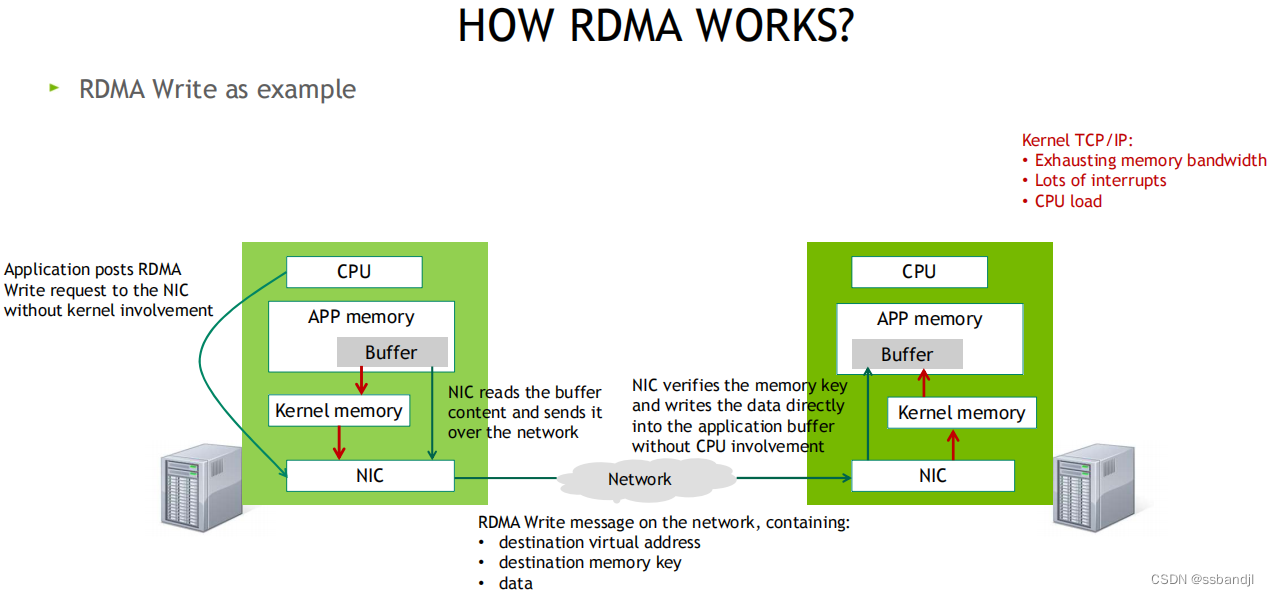 HOW RDMA WORKS?
► RDMA Write as example
Kernel TCP/IP:
• Exhausting memory bandwidth
• Lots of interrupts
• CPU load
Application posts RDMA
Write request to the NIC
without kernel involvement
CPU
APP memory
Buffer
Kernel memory
NIC
NIC reads the buffer
content and sends it
over the network
Network
NIC verifies the memory key
and writes the data directly
into the application buffer
without CPU involvement
CPU
APP memory
Buffer
Kernel memory
NIC
RDMA Write message on the network, containing:
• destination virtual address
• destination memory key
• data
CSDN @ssbandjl